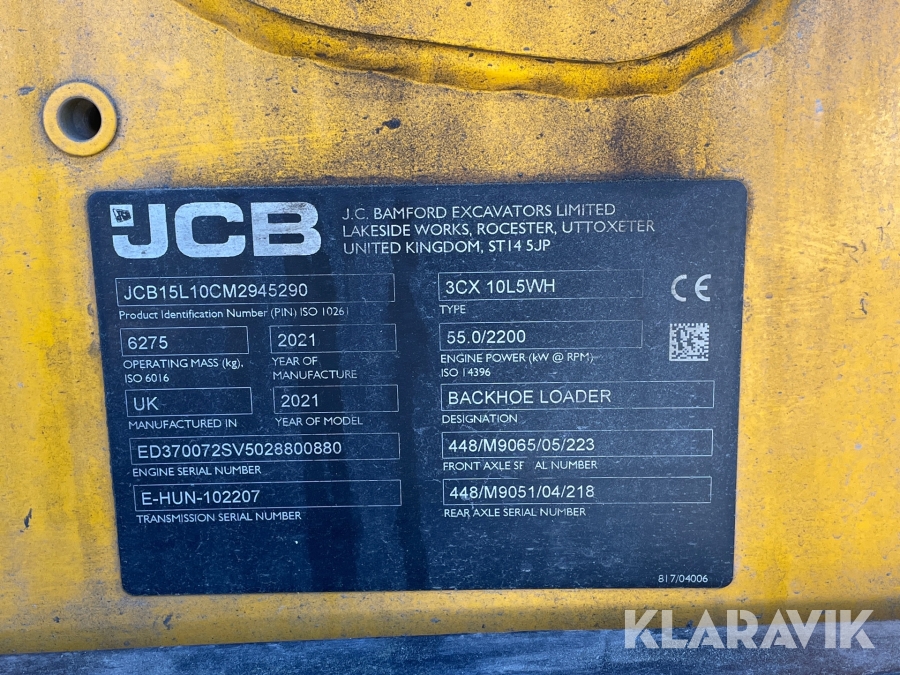 JCB
J.C. BAMFORD EXCAVATORS LIMITED
LAKESIDE WORKS, ROCESTER, UTTOXETER
UNITED KINGDOM, ST14 5JP
JCB15L10CM2945290
Product Identification Number (PIN) ISO 10261
3CX 10L5WH
TYPE
CE
6275
OPERATING MASS (kg),
ISO 6016
2021
YEAR OF
MANUFACTURE
55.0/2200
ENGINE POWER (kW @ RPM)
ISO 14396
UK
MANUFACTURED IN
2021
YEAR OF MODEL
BACKHOE LOADER
DESIGNATION
ED370072SV5028800880
ENGINE SERIAL NUMBER
448/M9065/05/223
FRONT AXLE AL NUMBER
E-HUN-102207
TRANSMISSION SERIAL NUMBER
448/M9051/04/218
REAR AXLE SERIAL NUMBER
817/04006
KLARAVIK